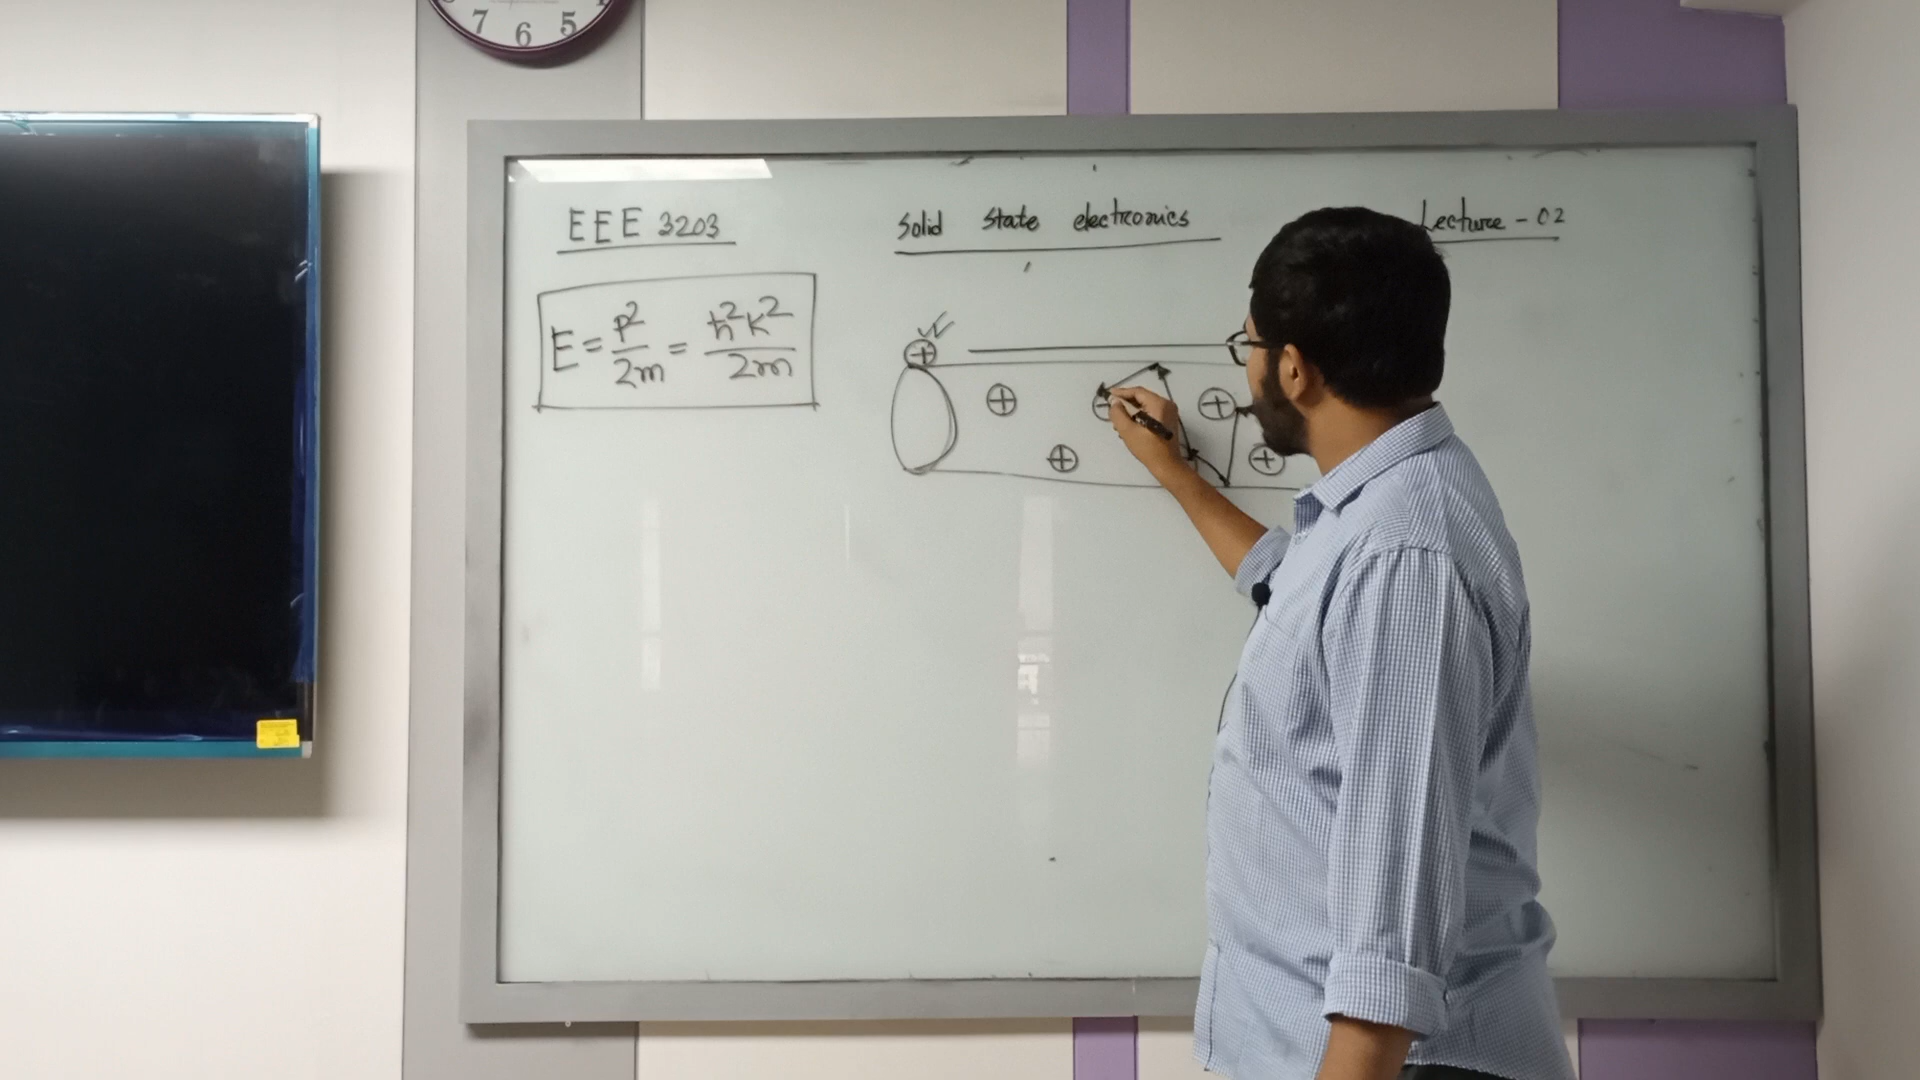 7 6 5
EEE 3203
Solid state electronics
Lecture - 02
E = p²/2m = ħ²k²/2m
+
+ + +
+ +